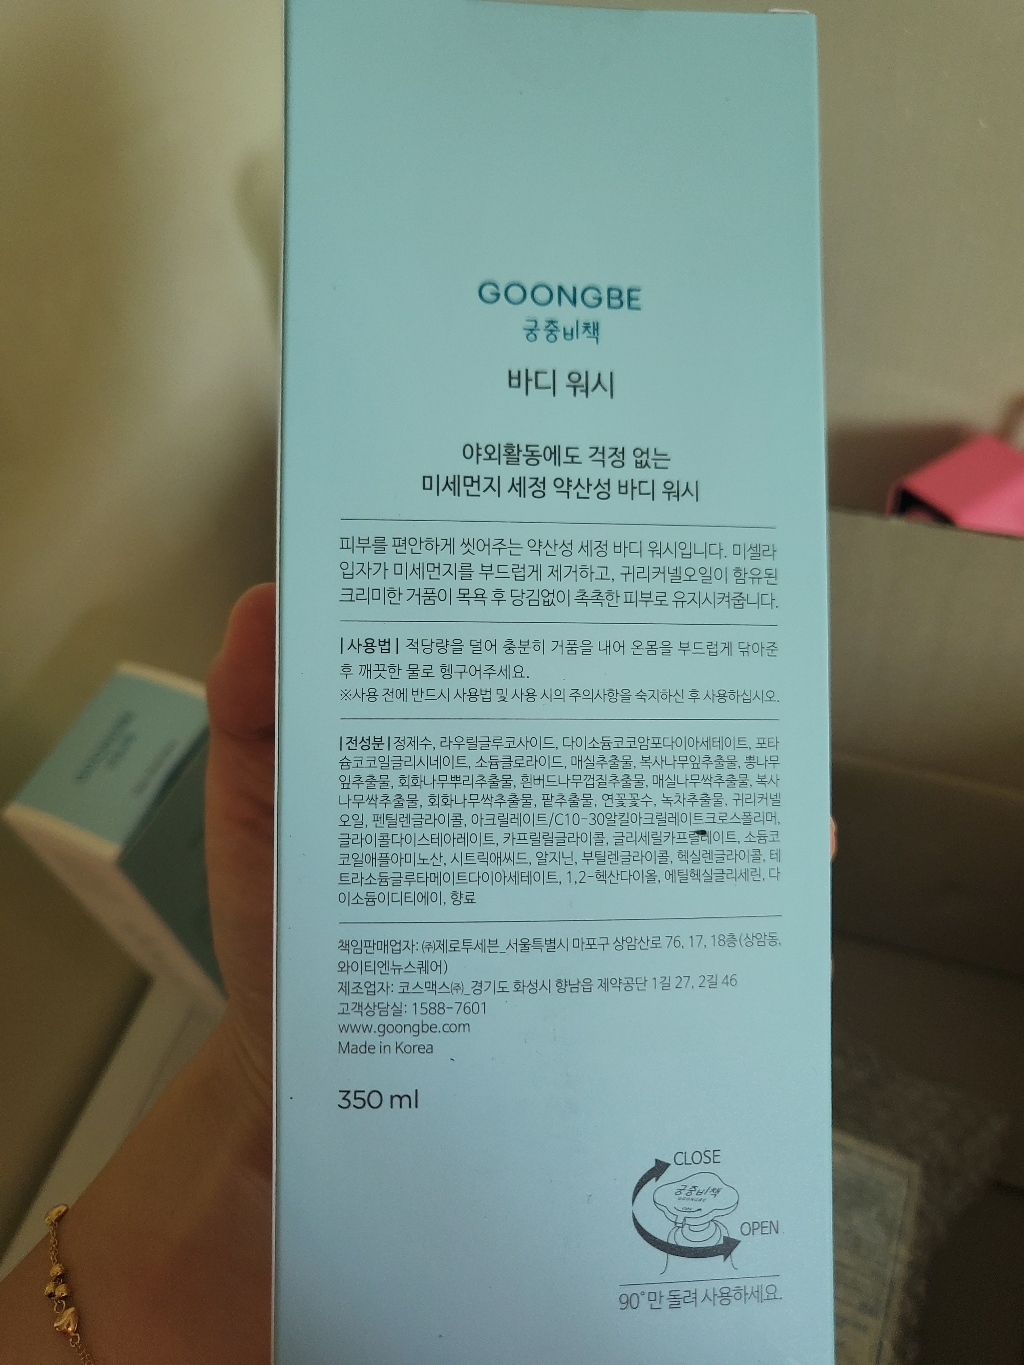 GOONGBE
궁중비책
바디 워시
야외활동에도 걱정 없는
미세먼지 세정 약산성 바디 워시
피부를 편안하게 씻어주는 약산성 세정 바디 워시입니다. 미셀라
입자가 미세먼지를 부드럽게 제거하고, 귀리커넬오일이 함유된
크리미한 거품이 목욕 후 당김없이 촉촉한 피부로 유지시켜줍니다.
|사용법| 적당량을 덜어 충분히 거품을 내어 온몸을 부드럽게 닦아준
후 깨끗한 물로 헹구어주세요.
※사용 전에 반드시 사용법 및 사용 시의 주의사항을 숙지하신 후 사용하십시오.
|전성분| 정제수, 라우릴글루코사이드, 다이소듐코코암포다이아세테이트, 포타
슘코코일글리시네이트, 소듐클로라이드, 매실추출물, 복사나무잎추출물, 뽕나무
잎추출물, 회화나무뿌리추출물, 흰버드나무껍질추출물, 매실나무싹추출물, 복사
나무싹추출물, 회화나무싹추출물, 팥추출물, 연꽃꽃수, 녹차추출물, 귀리커넬
오일, 펜틸렌글라이콜, 아크릴레이트/C10-30알킬아크릴레이트크로스폴리머,
글라이콜다이스테아레이트, 카프릴릴글라이콜, 글리세릴카프릴레이트, 소듐코
코일애플아미노산, 시트릭애씨드, 알지닌, 부틸렌글라이콜, 헥실렌글라이콜, 테
트라소듐글루타메이트다이아세테이트, 1,2-헥산다이올, 에틸헥실글리세린, 다
이소듐이디티에이, 향료
책임판매업자: ㈜제로투세븐_서울특별시 마포구 상암산로 76, 17, 18층(상암동,
와이티엔뉴스퀘어)
제조업자: 코스맥스㈜_경기도 화성시 향남읍 제약공단 1길 27, 2길 46
고객상담실: 1588-7601
www.goongbe.com
Made in Korea
350 ml
CLOSE
궁중비책
GOONGBE
OPEN
90°만 돌려 사용하세요.